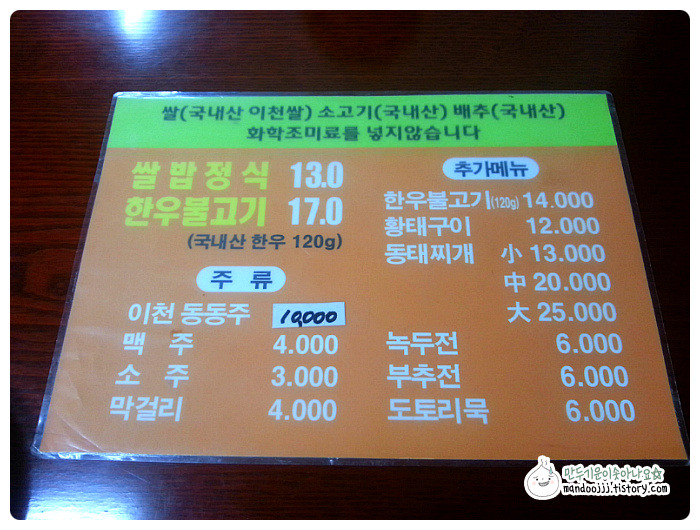 쌀(국내산 이천쌀) 소고기(국내산) 배추(국내산)
화학조미료를 넣지않습니다
쌀밥정식 13.0
한우불고기 17.0
(국내산 한우 120g)
주류
이천 동동주 10,000
맥주 4.000
소주 3.000
막걸리 4.000
추가메뉴
한우불고기(120g) 14.000
황태구이 12.000
동태찌개 小 13.000
中 20.000
大 25.000
녹두전 6.000
부추전 6.000
도토리묵 6.000
만두기운이솟아나요☆
mandoojjj.tistory.com